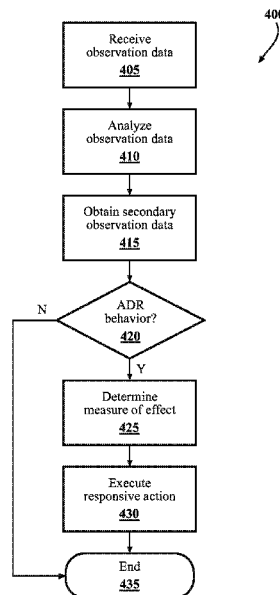 400
Receive
observation data
405
Analyze
observation data
410
Obtain secondary
observation data
415
N
ADR
behavior?
420
Y
Determine
measure of effect
425
Execute
responsive action
430
End
435